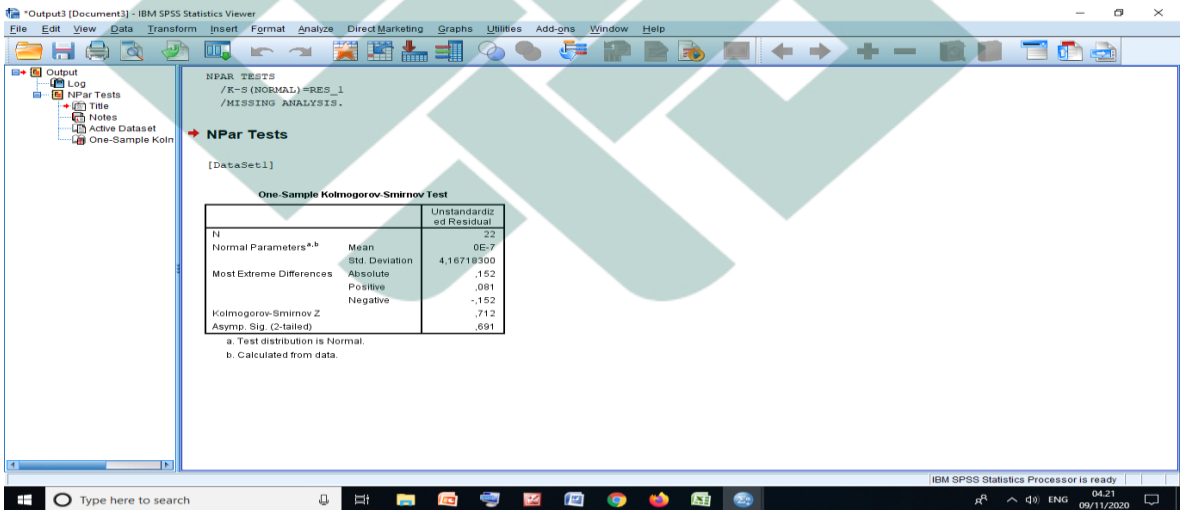 *Output3 [Document3] - IBM SPSS Statistics Viewer
File Edit View Data Transform Insert Format Analyze Direct Marketing Graphs Utilities Add-ons Window Help
Output
Log
NPar Tests
Title
Notes
Active Dataset
One-Sample Kolm
NPAR TESTS
/K-S(NORMAL)=RES_1
/MISSING ANALYSIS.
NPar Tests
[DataSet1]
One-Sample Kolmogorov-Smirnov Test
Unstandardiz
ed Residual
N 22
Normal Parameters a,b Mean 0E-7
Std. Deviation 4,16718300
Most Extreme Differences Absolute ,152
Positive ,081
Negative -,152
Kolmogorov-Smirnov Z ,712
Asymp. Sig. (2-tailed) ,691
a. Test distribution is Normal.
b. Calculated from data.
IBM SPSS Statistics Processor is ready
Type here to search
ENG
04.21
09/11/2020